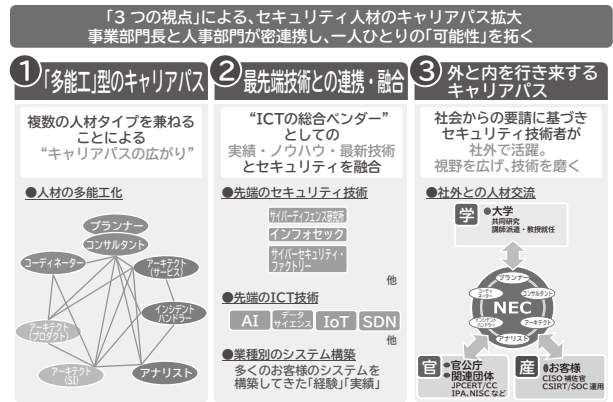 「3 つの視点」による、セキュリティ人材のキャリアパス拡大
事業部門長と人事部門が密連携し、一人ひとりの「可能性」を拓く
①「多能工」型のキャリアパス
複数の人材タイプを兼ねる
ことによる
“キャリアパスの広がり”
●人材の多能工化
プランナー
コンサルタント
コーディネーター
アーキテクト
(サービス)
インシデント
ハンドラー
アーキテクト
(プロダクト)
アーキテクト
(SI)
アナリスト
②最先端技術との連携・融合
“ICTの総合ベンダー”
としての
実績・ノウハウ・最新技術
とセキュリティを融合
●先端のセキュリティ技術
サイバーディフェンス研究所
インフォセック
サイバーセキュリティ・
ファクトリー
他
●先端のICT技術
AI
データ
サイエンス
IoT
SDN
他
●業種別のシステム構築
多くのお客様のシステムを
構築してきた「経験」「実績」
③外と内を行き来する
キャリアパス
社会からの要請に基づき
セキュリティ技術者が
社外で活躍。
視野を広げ、技術を磨く
●社外との人材交流
学
●大学
共同研究
講師派遣・教授就任
プランナー
コーディ
ネーター
コンサルタント
NEC
インシデント
ハンドラー
アーキテクト
アナリスト
官
●官公庁
●関連団体
JPCERT/CC
IPA、NISC など
産
●お客様
CISO 補佐官
CSIRT/SOC 運用